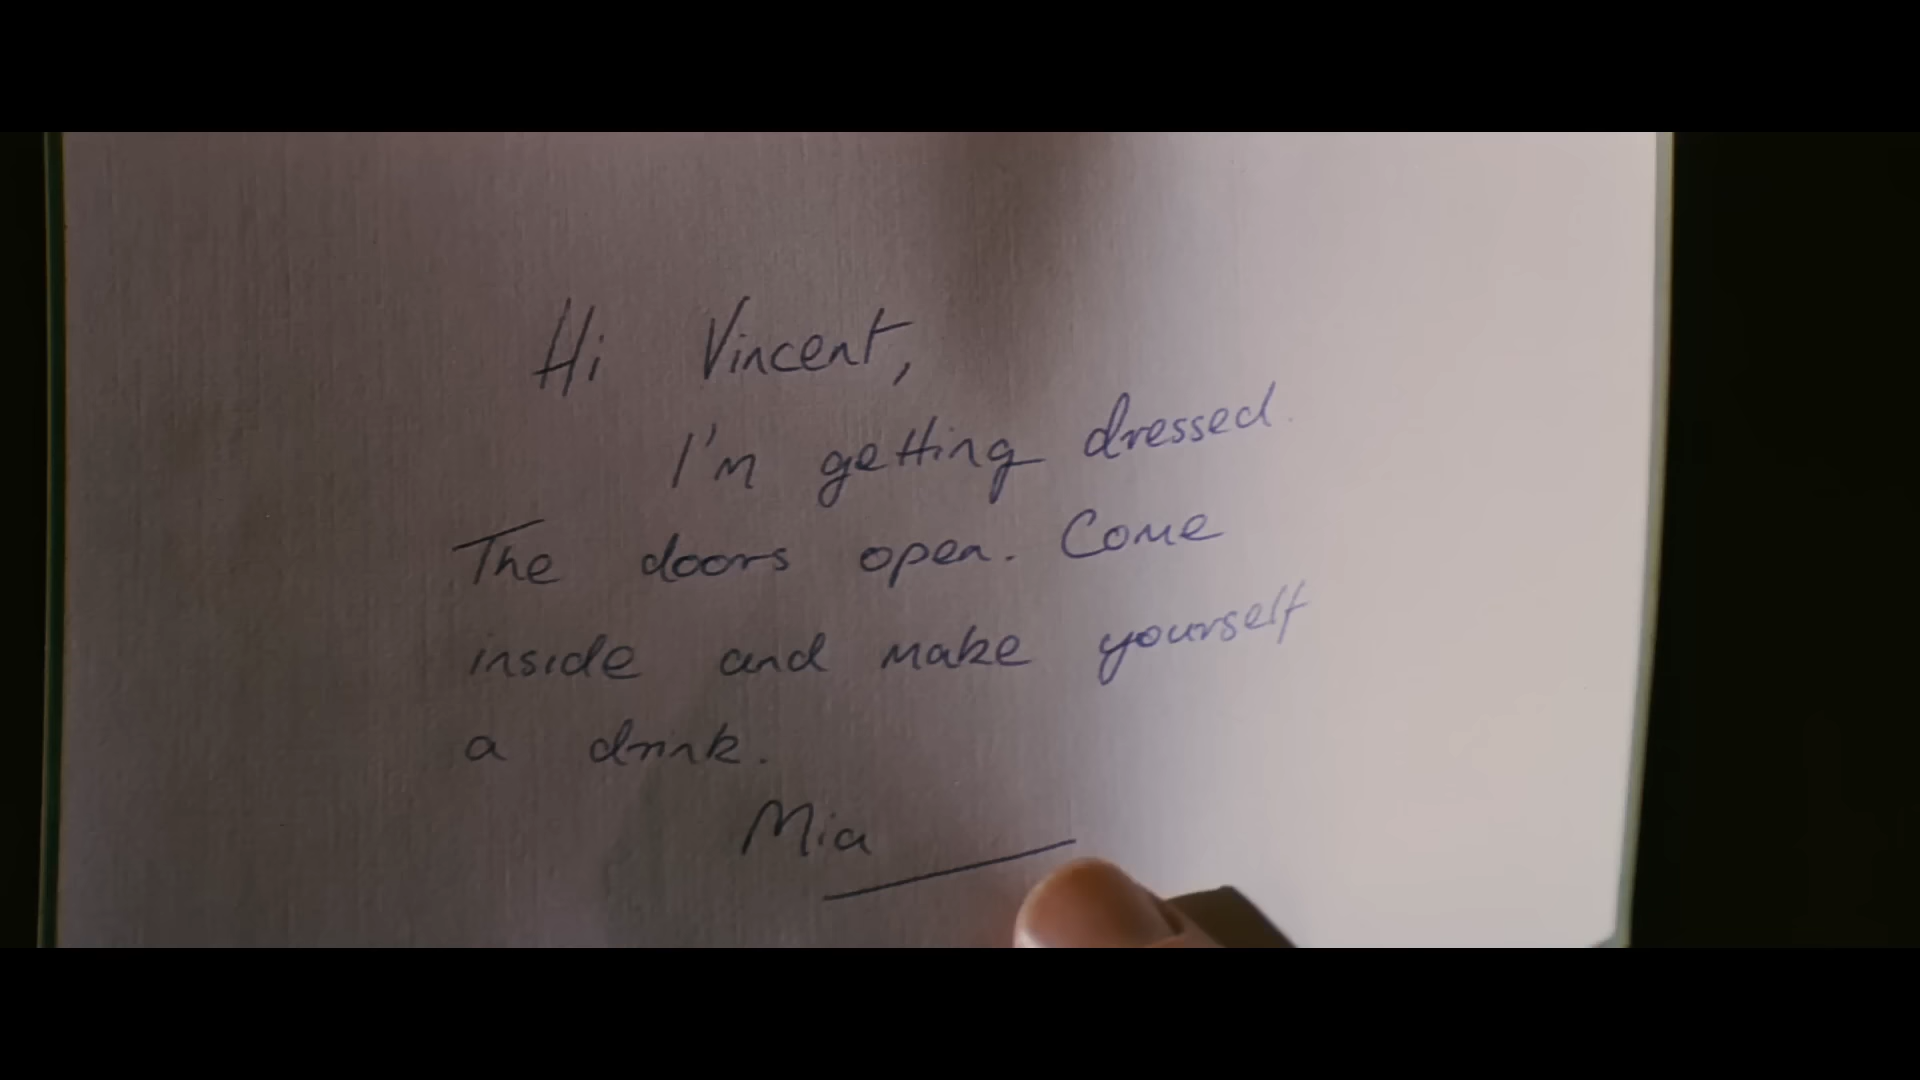 Hi Vincent,
I'm getting dressed.
The doors open. Come
inside and make yourself
a drink.
Mia